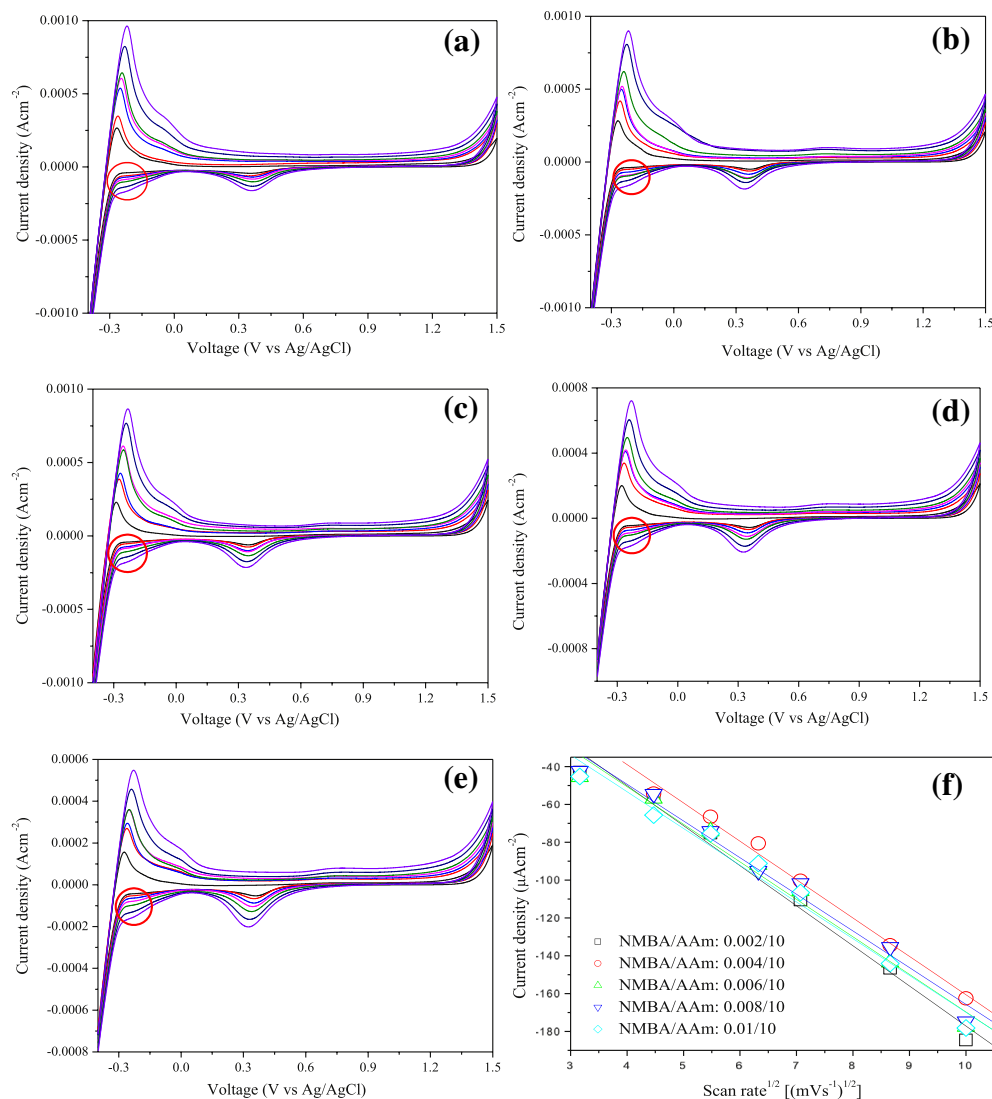 (a)
0.0010
0.0005
0.0000
-0.0005
-0.0010
Current density (Acm⁻²)
-0.3 0.0 0.3 0.6 0.9 1.2 1.5
Voltage (V vs Ag/AgCl)
(b)
0.0010
0.0005
0.0000
-0.0005
-0.0010
Current density (Acm⁻²)
-0.3 0.0 0.3 0.6 0.9 1.2 1.5
Voltage (V vs Ag/AgCl)
(c)
0.0010
0.0005
0.0000
-0.0005
-0.0010
Current density (Acm⁻²)
-0.3 0.0 0.3 0.6 0.9 1.2 1.5
Voltage (V vs Ag/AgCl)
(d)
0.0008
0.0004
0.0000
-0.0004
-0.0008
Current density (Acm⁻²)
-0.3 0.0 0.3 0.6 0.9 1.2 1.5
Voltage (V vs Ag/AgCl)
(e)
0.0006
0.0004
0.0002
0.0000
-0.0002
-0.0004
-0.0006
-0.0008
Current density (Acm⁻²)
-0.3 0.0 0.3 0.6 0.9 1.2 1.5
Voltage (V vs Ag/AgCl)
(f)
-40
-60
-80
-100
-120
-140
-160
-180
Current density (µAcm⁻²)
NMBA/AAm: 0.002/10
NMBA/AAm: 0.004/10
NMBA/AAm: 0.006/10
NMBA/AAm: 0.008/10
NMBA/AAm: 0.01/10
3 4 5 6 7 8 9 10
Scan rate¹ᐟ² [(mVs⁻¹)¹ᐟ²]